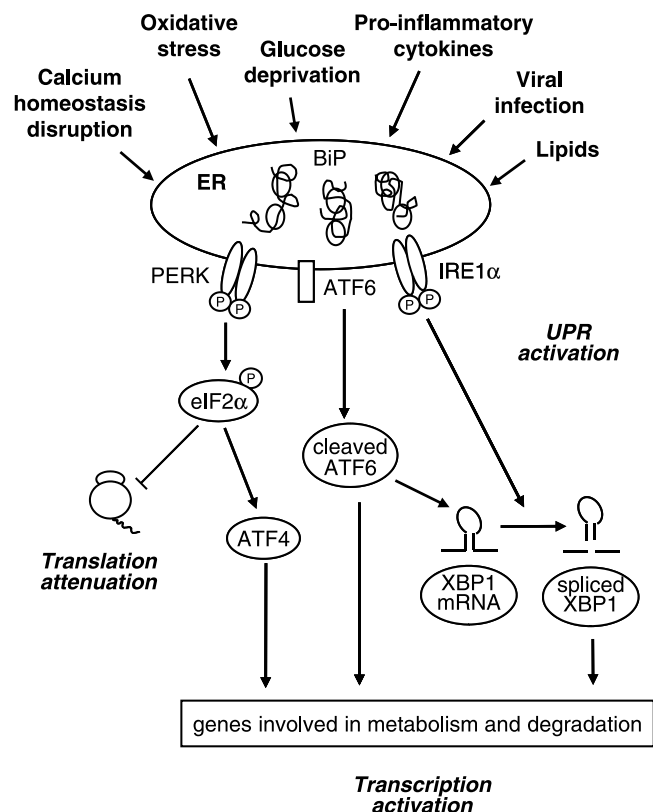 Oxidative
stress
Pro-inflammatory
cytokines
Glucose
deprivation
Calcium
homeostasis
disruption
Viral
infection
Lipids
BiP
ER
PERK
ATF6
IRE1α
P
P
P
P
UPR
activation
P
eIF2α
cleaved
ATF6
Translation
attenuation
ATF4
XBP1
mRNA
spliced
XBP1
genes involved in metabolism and degradation
Transcription
activation